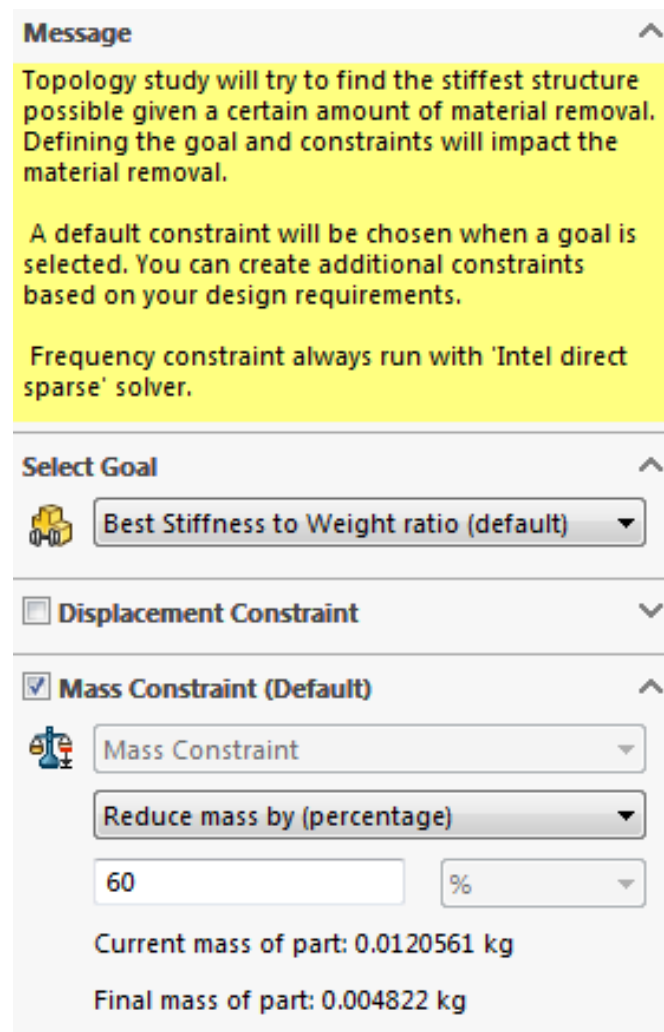 Message
Topology study will try to find the stiffest structure
possible given a certain amount of material removal.
Defining the goal and constraints will impact the
material removal.
A default constraint will be chosen when a goal is
selected. You can create additional constraints
based on your design requirements.
Frequency constraint always run with 'Intel direct
sparse' solver.
Select Goal
Best Stiffness to Weight ratio (default)
Displacement Constraint
Mass Constraint (Default)
Mass Constraint
Reduce mass by (percentage)
60 %
Current mass of part: 0.0120561 kg
Final mass of part: 0.004822 kg